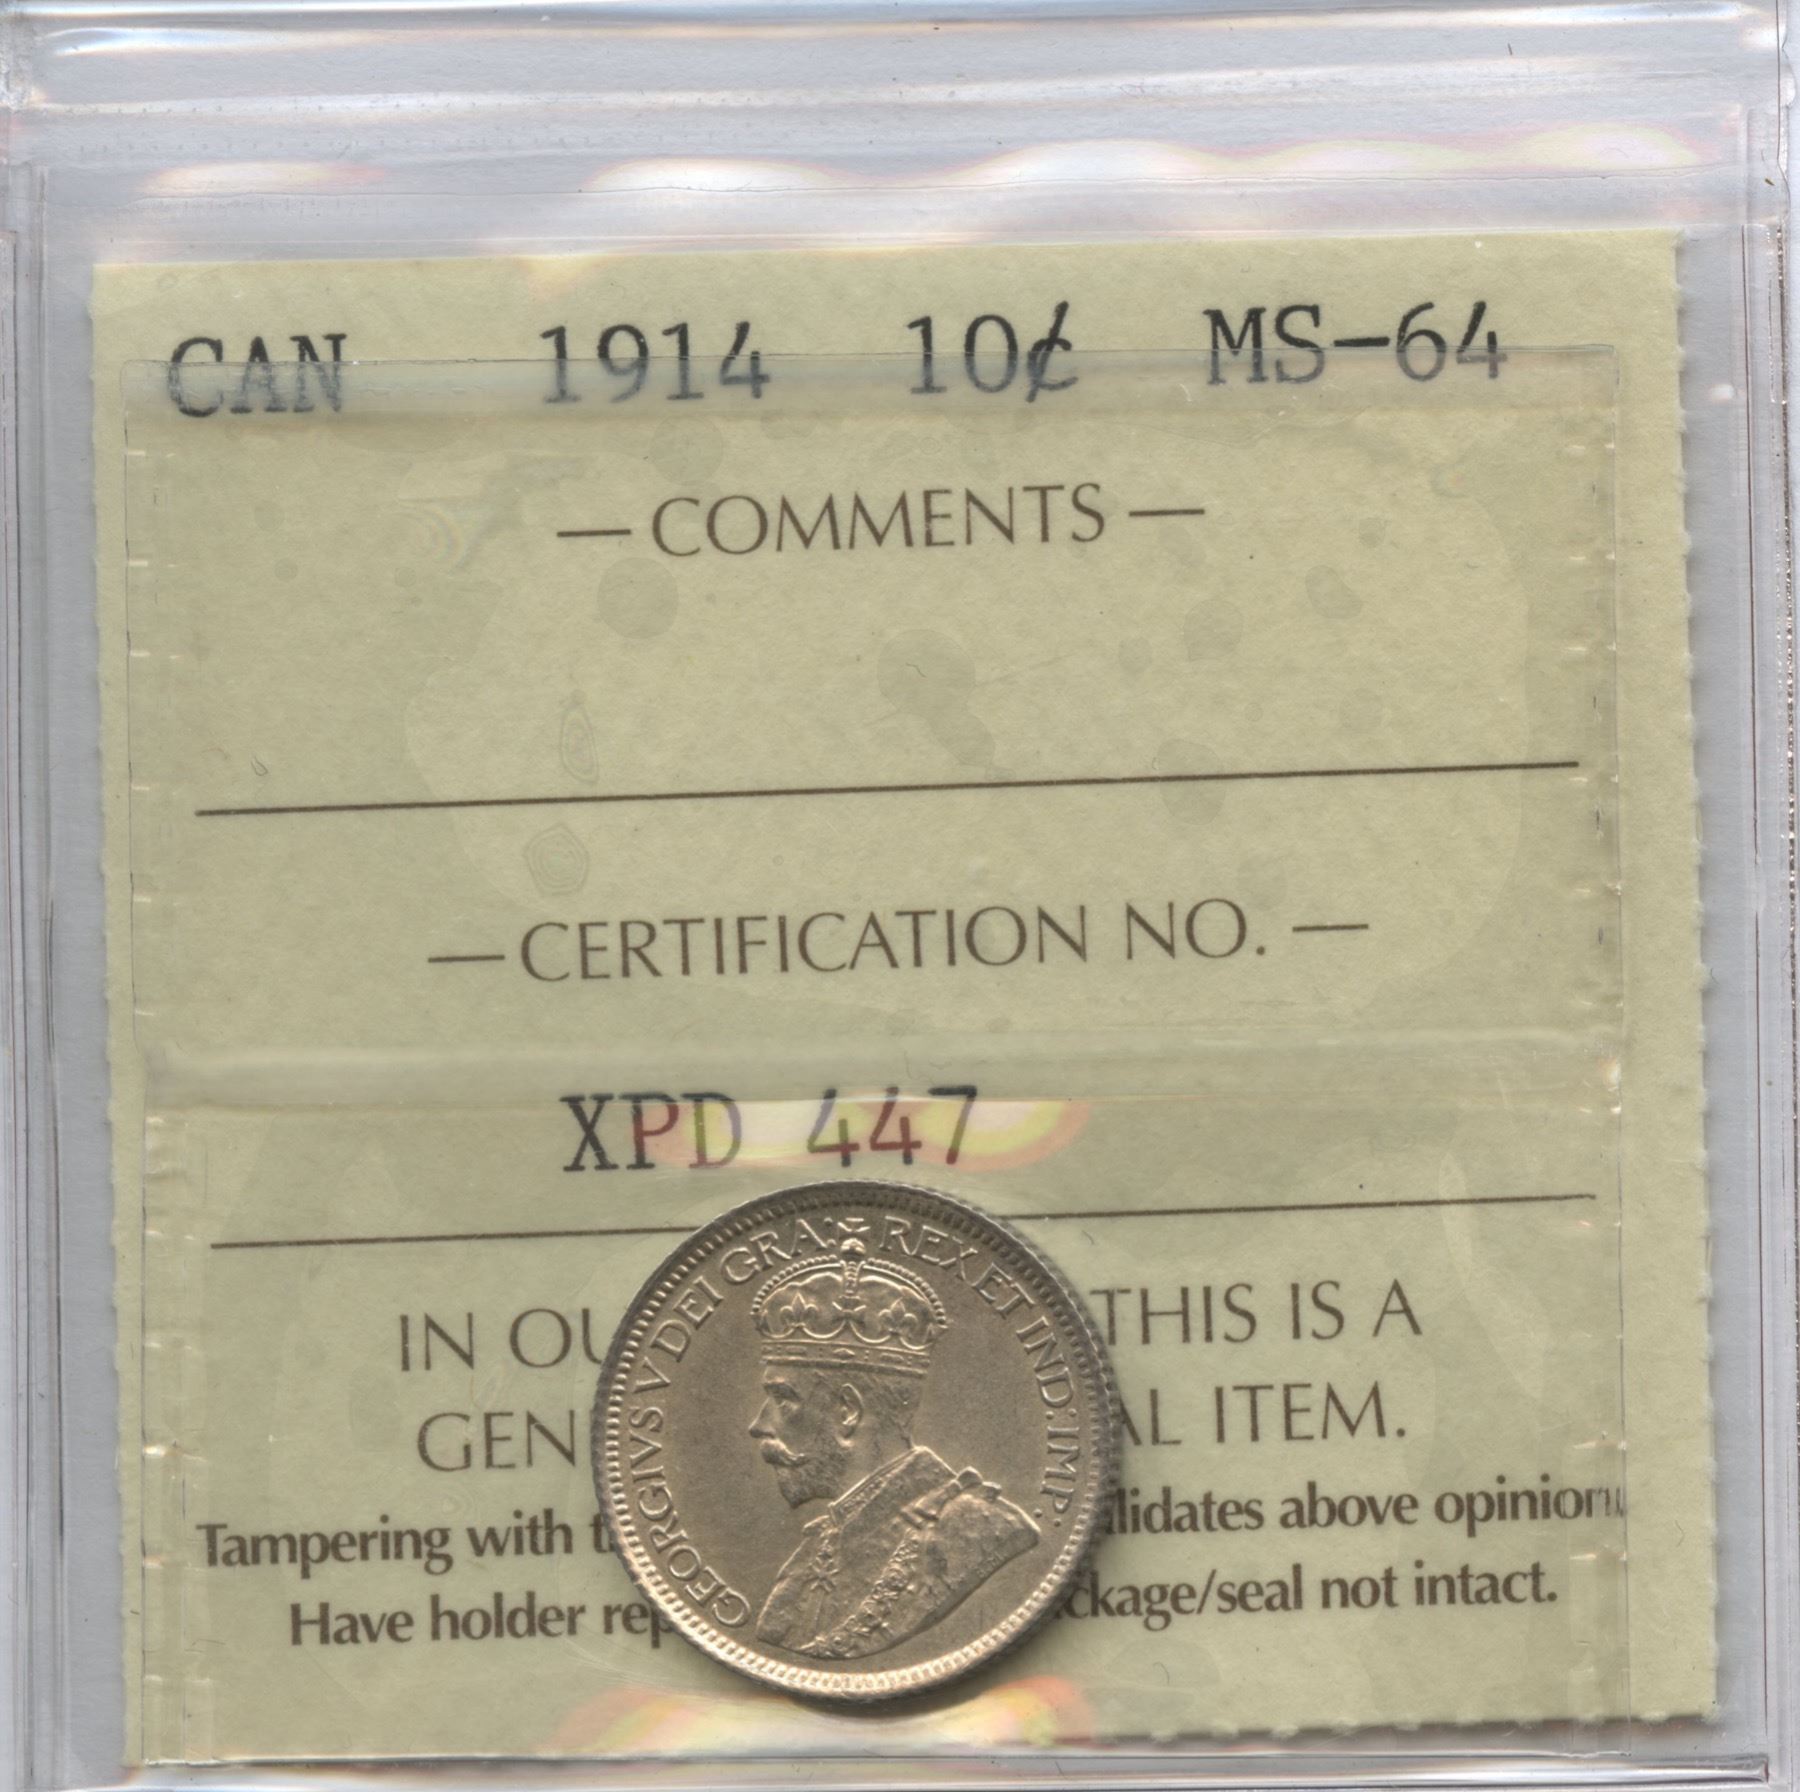 CAN 1914 10¢ MS-64
— COMMENTS —
— CERTIFICATION NO. —
XPD 447
IN OU THIS IS A
GEN AL ITEM.
Tampering with t lidates above opinion.
Have holder rep ckage/seal not intact.
GEORGIVS V DEI GRA: REX ET IND: IMP: